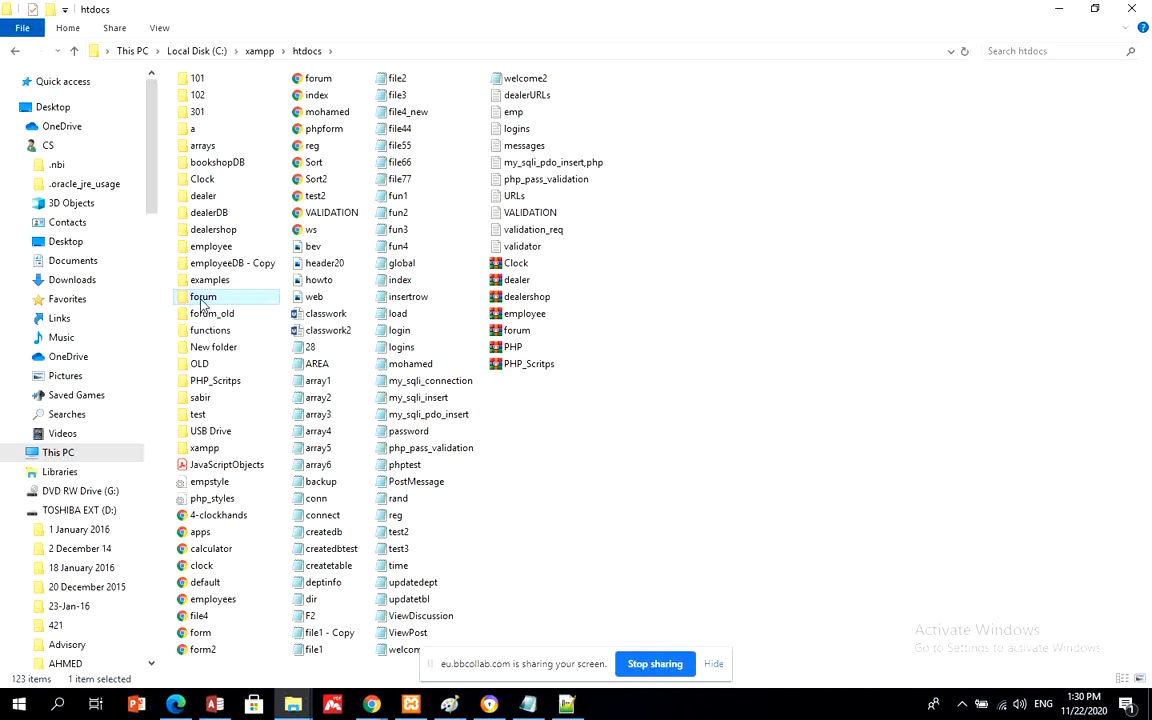 htdocs
File
Home
Share
View
This PC
Local Disk (C:)
xampp
htdocs
Search htdocs
Quick access
Desktop
OneDrive
CS
.nbi
.oracle_jre_usage
3D Objects
Contacts
Desktop
Documents
Downloads
Favorites
Links
Music
OneDrive
Pictures
Saved Games
Searches
Videos
This PC
Libraries
DVD RW Drive (G:)
TOSHIBA EXT (D:)
1 January 2016
2 December 14
18 January 2016
20 December 2015
23-Jan-16
421
Advisory
AHMED
101
102
301
a
arrays
bookshopDB
Clock
dealer
dealerDB
dealershop
employee
employeeDB - Copy
examples
forum
forum_old
functions
New folder
OLD
PHP_Scritps
sabir
test
USB Drive
xampp
JavaScriptObjects
empstyle
php_styles
4-clockhands
apps
calculator
clock
default
employees
file4
form
form2
forum
index
mohamed
phpform
reg
Sort
Sort2
test2
VALIDATION
ws
bev
header20
howto
web
classwork
classwork2
28
AREA
array1
array2
array3
array4
array5
array6
backup
conn
connect
createdb
createdbtest
createtable
deptinfo
dir
F2
file1 - Copy
file1
file2
file3
file4_new
file44
file55
file66
file77
fun1
fun2
fun3
fun4
global
index
insertrow
load
login
logins
mohamed
my_sqli_connection
my_sqli_insert
my_sqli_pdo_insert
password
php_pass_validation
phptest
PostMessage
rand
reg
test2
test3
time
updatedept
updatetbl
ViewDiscussion
ViewPost
welcom
welcome2
dealerURLs
emp
logins
messages
my_sqli_pdo_insert,php
php_pass_validation
URLs
VALIDATION
validation_req
validator
Clock
dealer
dealershop
employee
forum
PHP
PHP_Scritps
Activate Windows
Go to Settings to activate Windows.
eu.bbcollab.com is sharing your screen.
Stop sharing
Hide
123 items
1 item selected
ENG
1:30 PM
11/22/2020
1